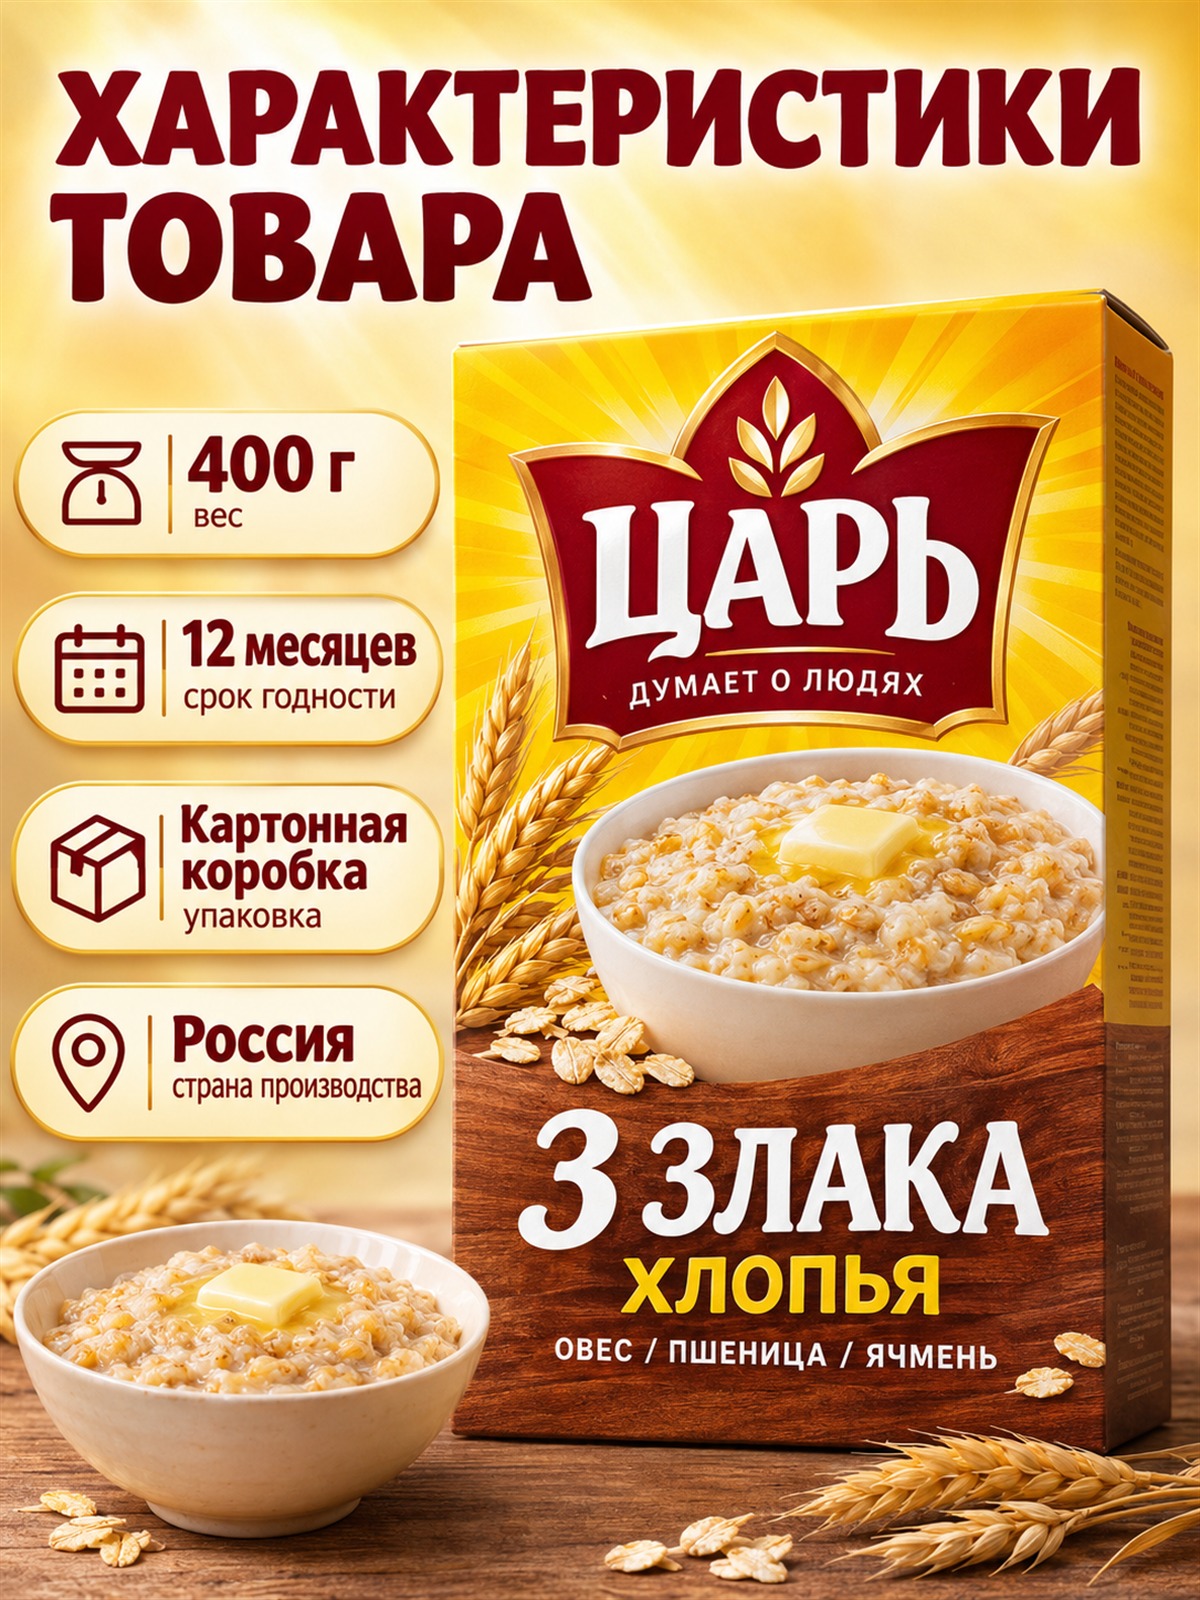 ХАРАКТЕРИСТИКИ
ТОВАРА
400 г
вес
12 месяцев
срок годности
Картонная
коробка
упаковка
Россия
страна производства
ЦАРЬ
ДУМАЕТ О ЛЮДЯХ
3 ЗЛАКА
ХЛОПЬЯ
ОВЕС / ПШЕНИЦА / ЯЧМЕНЬ